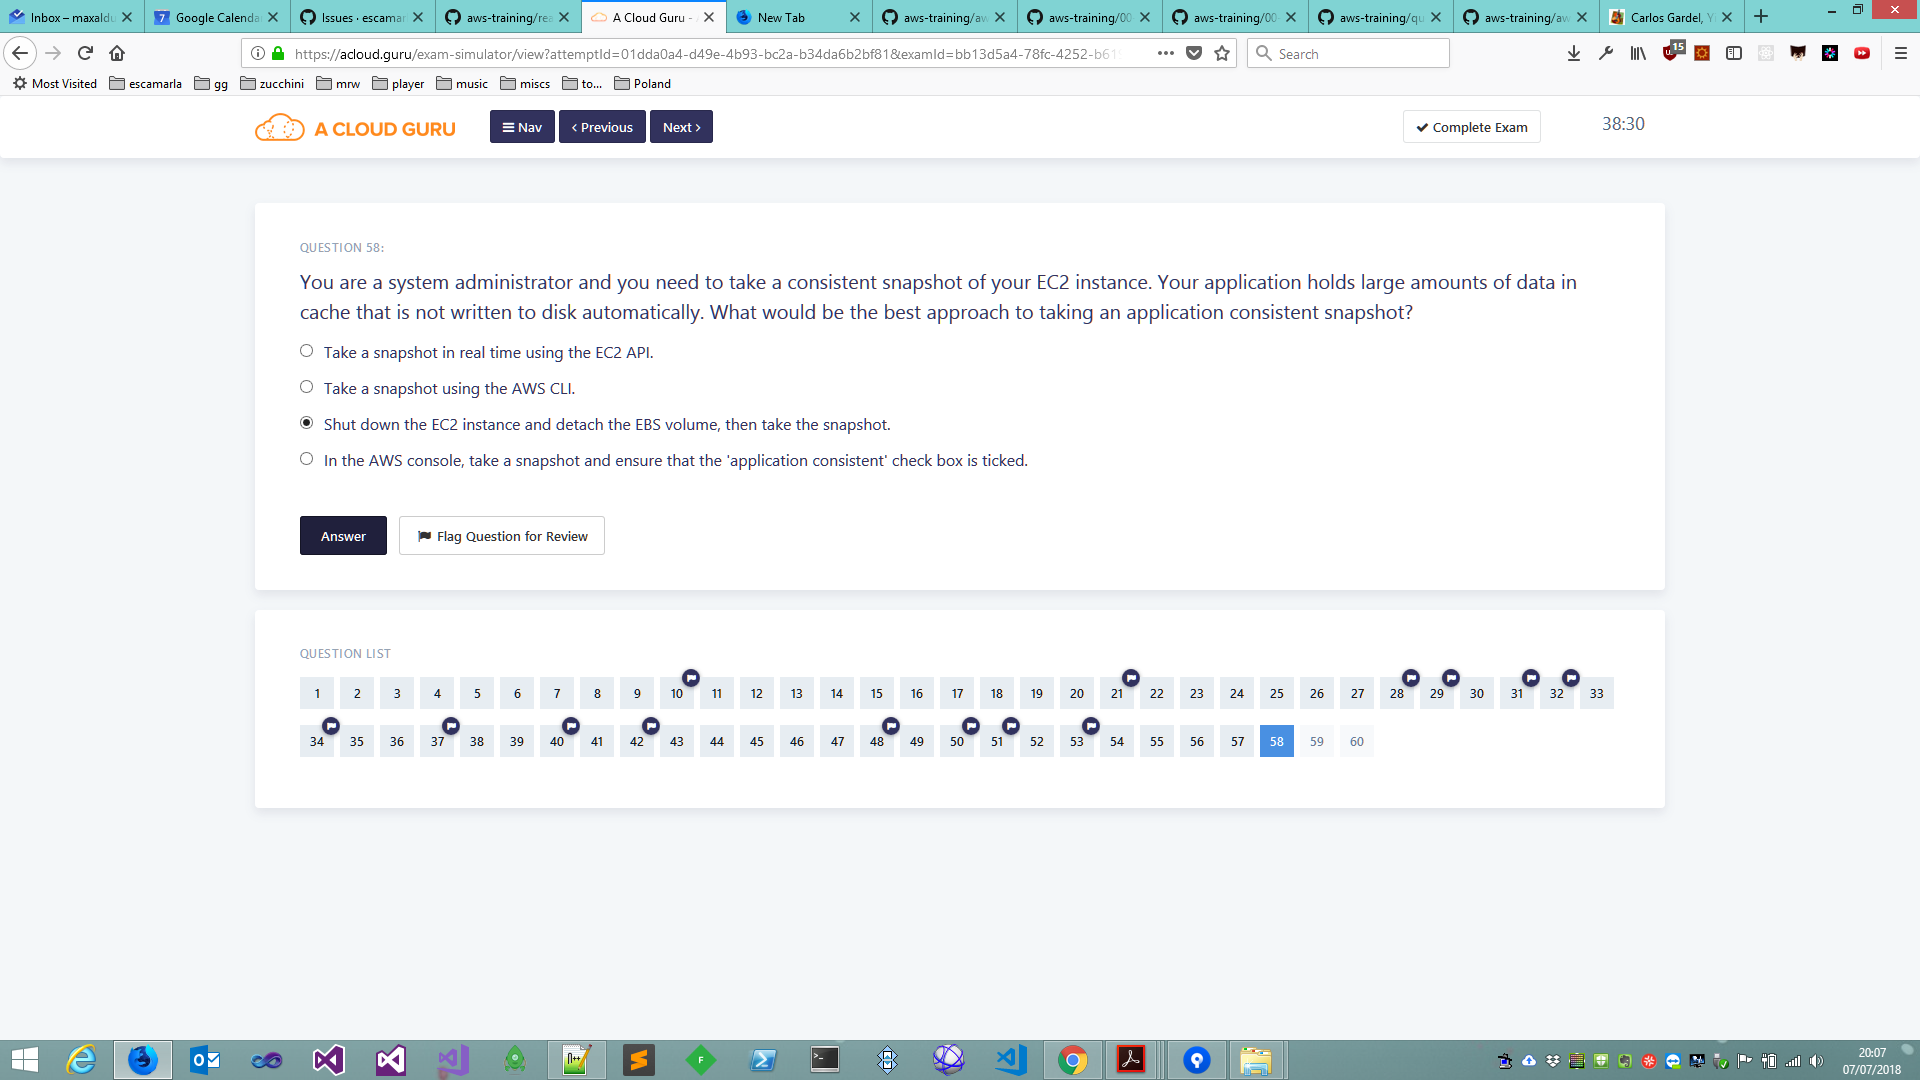 Inbox – maxaldu
Google Calenda
Issues · escamar
aws-training/rea
A Cloud Guru -
New Tab
aws-training/aw
aws-training/00
aws-training/00
aws-training/qu
aws-training/aw
Carlos Gardel, Y
https://acloud.guru/exam-simulator/view?attemptId=01dda0a4-d49e-4b93-bc2a-b34da6b2bf81&examId=bb13d5a4-78fc-4252-b61
Search
15
Most Visited
escamarla
gg
zucchini
mrw
player
music
miscs
to...
Poland
A CLOUD GURU
Nav
‹ Previous
Next ›
Complete Exam
38:30
QUESTION 58:
You are a system administrator and you need to take a consistent snapshot of your EC2 instance. Your application holds large amounts of data in
cache that is not written to disk automatically. What would be the best approach to taking an application consistent snapshot?
Take a snapshot in real time using the EC2 API.
Take a snapshot using the AWS CLI.
Shut down the EC2 instance and detach the EBS volume, then take the snapshot.
In the AWS console, take a snapshot and ensure that the 'application consistent' check box is ticked.
Answer
Flag Question for Review
QUESTION LIST
1 2 3 4 5 6 7 8 9 10 11 12 13 14 15 16 17 18 19 20 21 22 23 24 25 26 27 28 29 30 31 32 33
34 35 36 37 38 39 40 41 42 43 44 45 46 47 48 49 50 51 52 53 54 55 56 57 58 59 60
20:07
07/07/2018